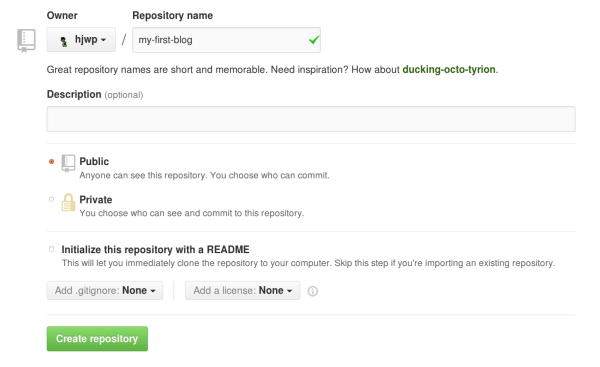 Owner Repository name
hjwp / my-first-blog
Great repository names are short and memorable. Need inspiration? How about ducking-octo-tyrion.
Description (optional)
Public
Anyone can see this repository. You choose who can commit.
Private
You choose who can see and commit to this repository.
Initialize this repository with a README
This will let you immediately clone the repository to your computer. Skip this step if you're importing an existing repository.
Add .gitignore: None Add a license: None
Create repository